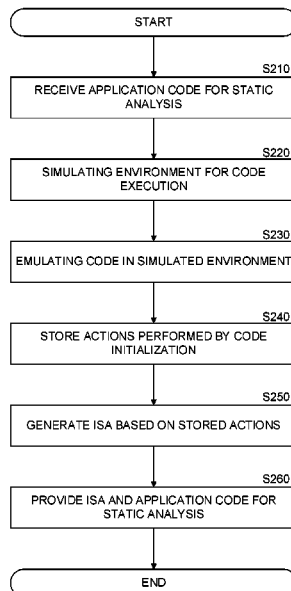 START
S210
RECEIVE APPLICATION CODE FOR STATIC
ANALYSIS
S220
SIMULATING ENVIRONMENT FOR CODE
EXECUTION
S230
EMULATING CODE IN SIMULATED ENVIRONMENT
S240
STORE ACTIONS PERFORMED BY CODE
INITIALIZATION
S250
GENERATE ISA BASED ON STORED ACTIONS
S260
PROVIDE ISA AND APPLICATION CODE FOR
STATIC ANALYSIS
END